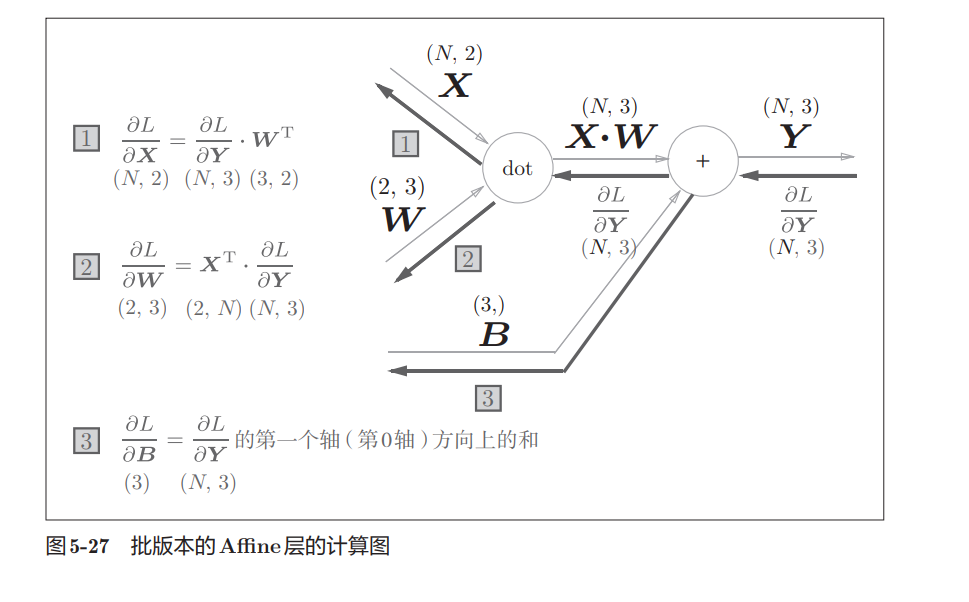 (N, 2)
X
1
(N, 3)
X·W
(N, 3)
Y
dot
+
1 ∂L/∂X = ∂L/∂Y · Wᵀ
(N, 2) (N, 3) (3, 2)
(2, 3)
W
2
∂L/∂Y
(N, 3)
∂L/∂Y
(N, 3)
2 ∂L/∂W = Xᵀ · ∂L/∂Y
(2, 3) (2, N) (N, 3)
(3,)
B
3
3 ∂L/∂B = ∂L/∂Y 的第一个轴（第0轴）方向上的和
(3) (N, 3)
图5-27 批版本的Affine层的计算图